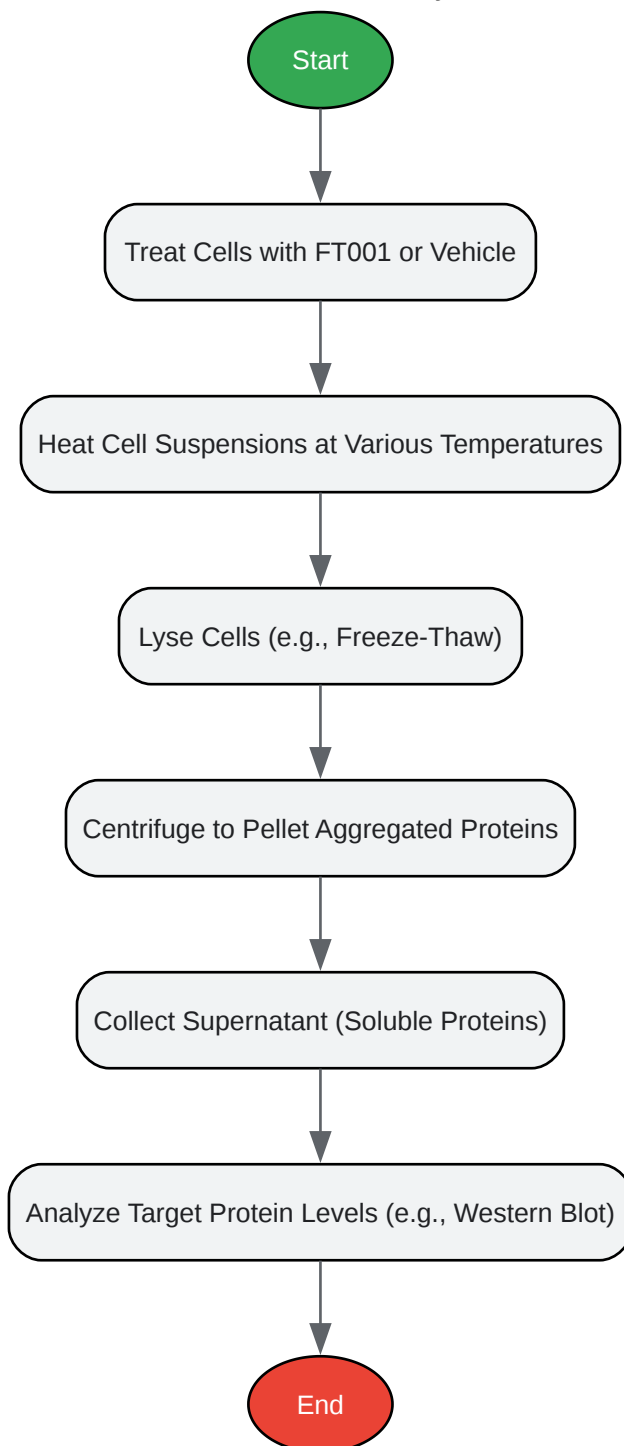 Start
Treat Cells with FT001 or Vehicle
Heat Cell Suspensions at Various Temperatures
Lyse Cells (e.g., Freeze-Thaw)
Centrifuge to Pellet Aggregated Proteins
Collect Supernatant (Soluble Proteins)
Analyze Target Protein Levels (e.g., Western Blot)
End